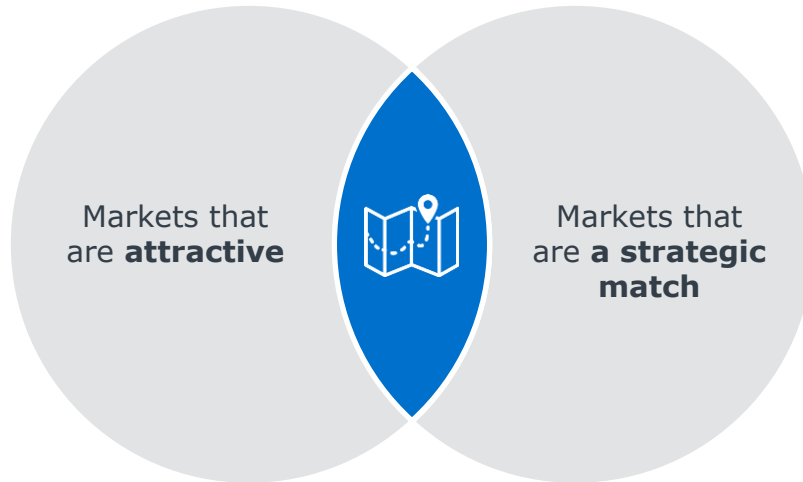 Markets that
are attractive
Markets that
are a strategic
match